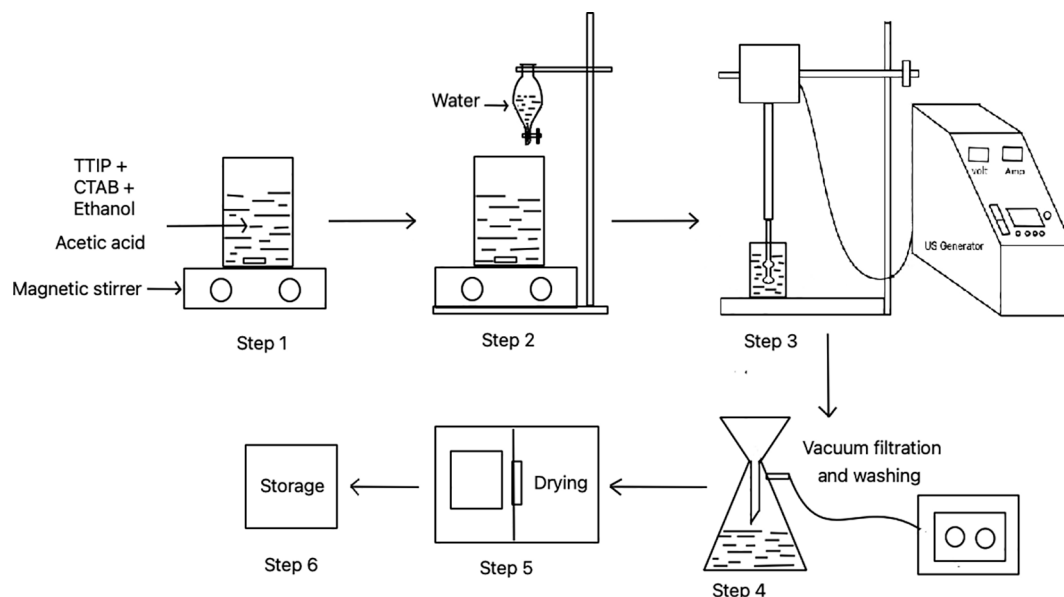 TTIP +
CTAB +
Ethanol
Acetic acid
Magnetic stirrer
Step 1
Water
Step 2
volt
Amp
US Generator
Step 3
Vacuum filtration
and washing
Step 4
Drying
Step 5
Storage
Step 6